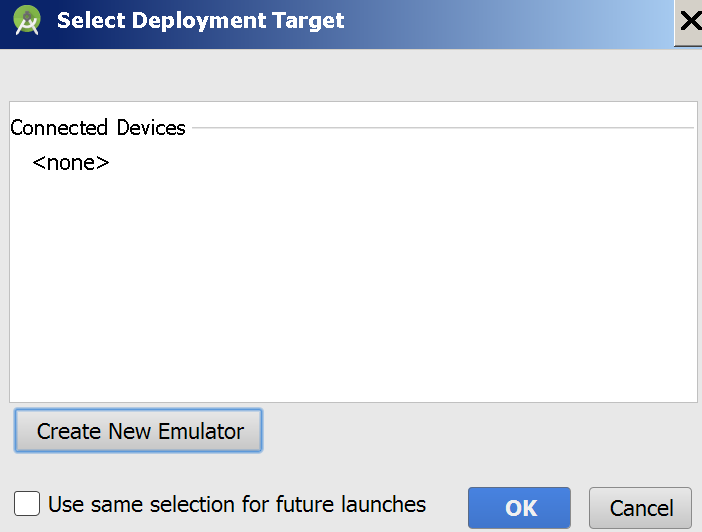 Select Deployment Target
Connected Devices
<none>
Create New Emulator
Use same selection for future launches
OK
Cancel